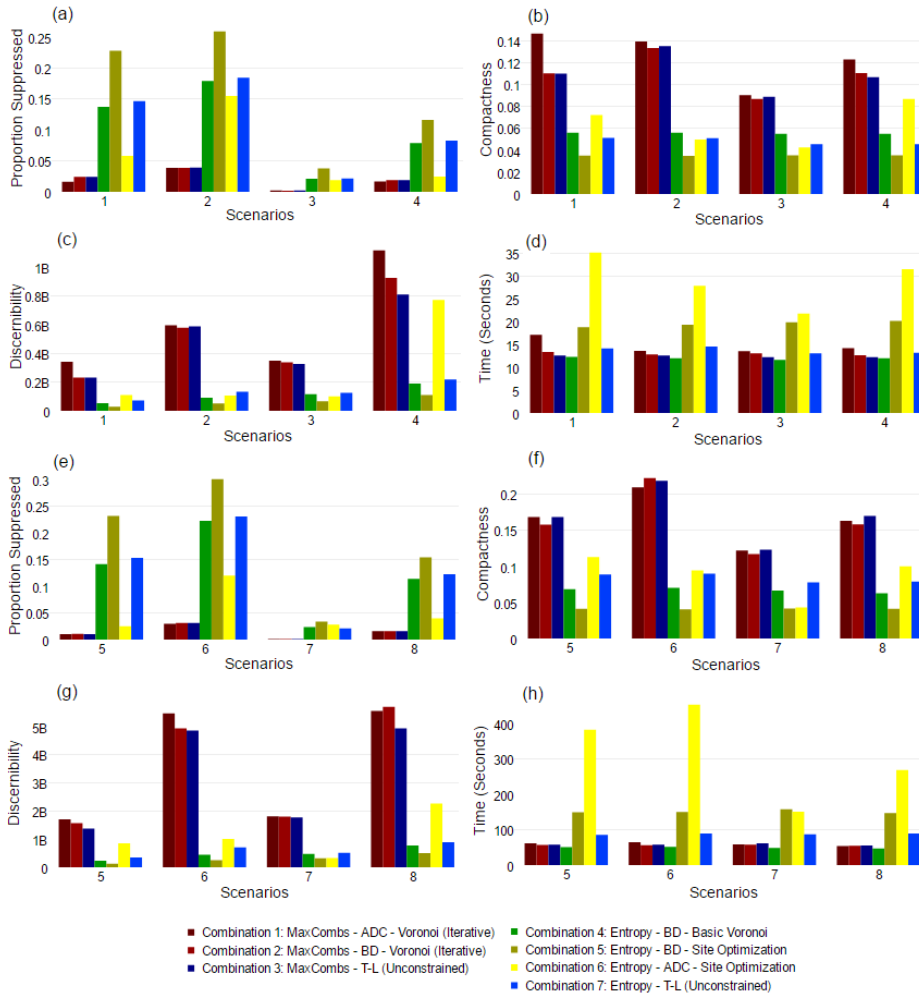 (a)
Proportion Suppressed
0.25
0.2
0.15
0.1
0.05
0
1 2 3 4
Scenarios
(b)
Compactness
0.14
0.12
0.1
0.08
0.06
0.04
0.02
0
1 2 3 4
Scenarios
(c)
Discernibility
1B
0.8B
0.6B
0.4B
0.2B
0
1 2 3 4
Scenarios
(d)
Time (Seconds)
35
30
25
20
15
10
5
0
1 2 3 4
Scenarios
(e)
Proportion Suppressed
0.3
0.25
0.2
0.15
0.1
0.05
0
5 6 7 8
Scenarios
(f)
Compactness
0.2
0.15
0.1
0.05
0
5 6 7 8
Scenarios
(g)
Discernibility
5B
4B
3B
2B
1B
0
5 6 7 8
Scenarios
(h)
Time (Seconds)
400
300
200
100
0
5 6 7 8
Scenarios
Combination 1: MaxCombs - ADC - Voronoi (Iterative)
Combination 2: MaxCombs - BD - Voronoi (Iterative)
Combination 3: MaxCombs - T-L (Unconstrained)
Combination 4: Entropy - BD - Basic Voronoi
Combination 5: Entropy - BD - Site Optimization
Combination 6: Entropy - ADC - Site Optimization
Combination 7: Entropy - T-L (Unconstrained)